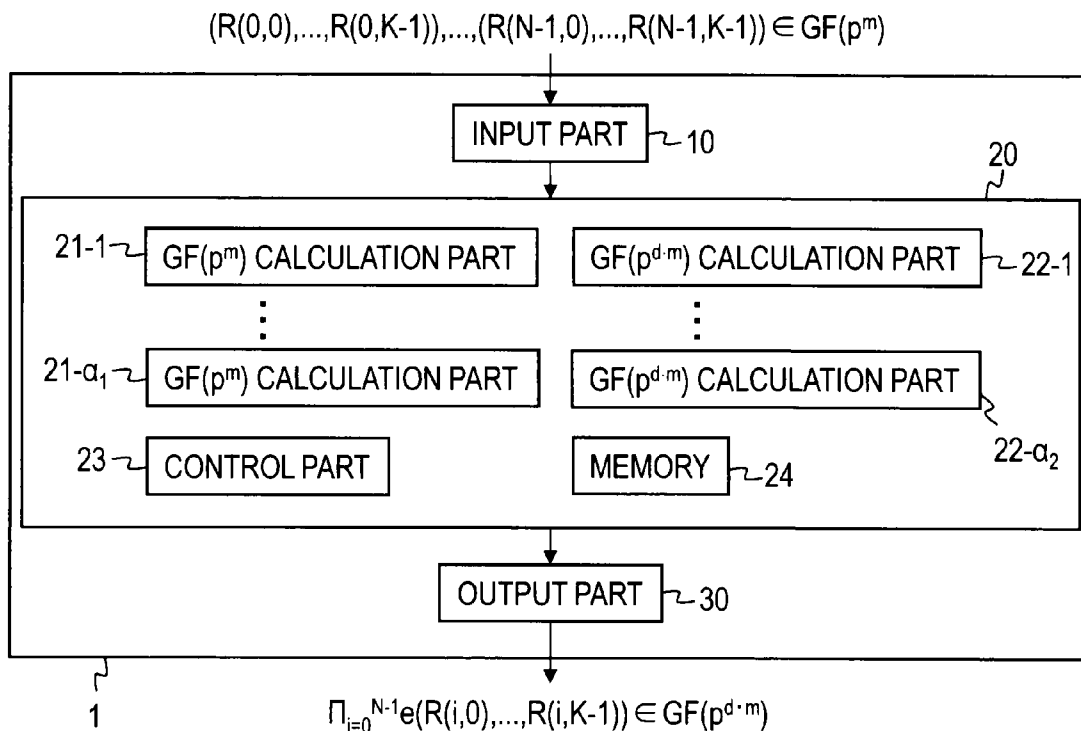 (R(0,0),...,R(0,K-1)),...,(R(N-1,0),...,R(N-1,K-1)) ∈ GF(p^m)
INPUT PART
10
20
21-1
GF(p^m) CALCULATION PART
GF(p^{d·m}) CALCULATION PART
22-1
⋮
⋮
21-α₁
GF(p^m) CALCULATION PART
GF(p^{d·m}) CALCULATION PART
22-α₂
23
CONTROL PART
MEMORY
24
OUTPUT PART
30
1
Π_{i=0}^{N-1}e(R(i,0),...,R(i,K-1)) ∈ GF(p^{d·m})